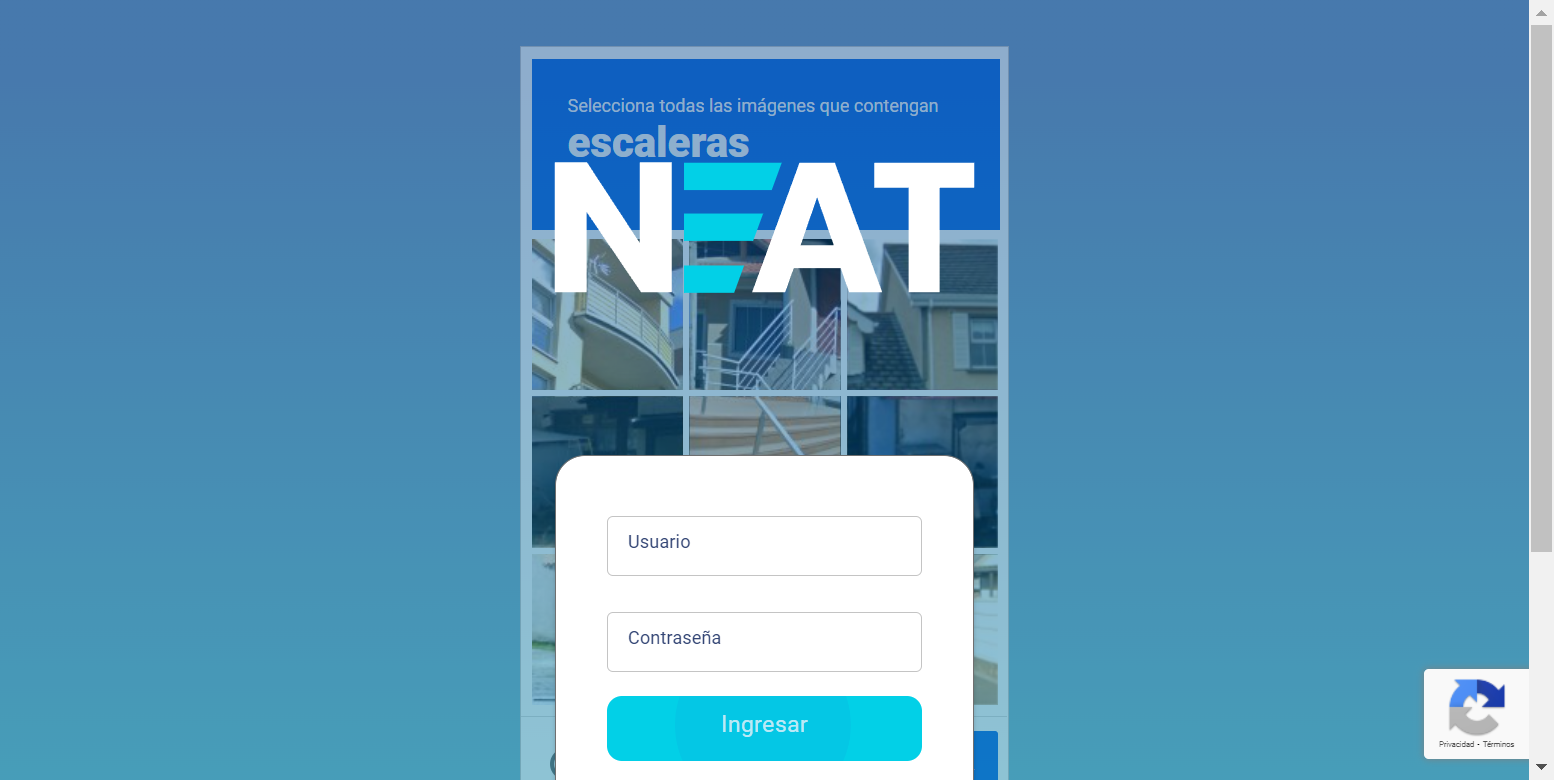 Selecciona todas las imágenes que contengan
escaleras
NEAT
Usuario
Contraseña
Ingresar
Privacidad - Términos